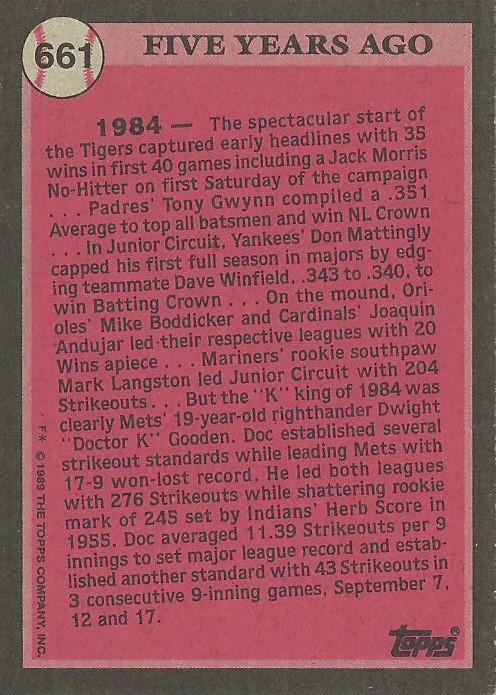 661
FIVE YEARS AGO
1984 — The spectacular start of
the Tigers captured early headlines with 35
wins in first 40 games including a Jack Morris
No-Hitter on first Saturday of the campaign
. . . Padres' Tony Gwynn compiled a .351
Average to top all batsmen and win NL Crown
. . . In Junior Circuit, Yankees' Don Mattingly
capped his first full season in majors by edg-
ing teammate Dave Winfield, .343 to .340, to
win Batting Crown . . . On the mound, Ori-
oles' Mike Boddicker and Cardinals' Joaquin
Andujar led their respective leagues with 20
Wins apiece . . . Mariners' rookie southpaw
Mark Langston led Junior Circuit with 204
Strikeouts . . . But the "K" king of 1984 was
clearly Mets' 19-year-old righthander Dwight
"Doctor K" Gooden. Doc established several
strikeout standards while leading Mets with
17-9 won-lost record. He led both leagues
with 276 Strikeouts while shattering rookie
mark of 245 set by Indians' Herb Score in
1955. Doc averaged 11.39 Strikeouts per 9
innings to set major league record and estab-
lished another standard with 43 Strikeouts in
3 consecutive 9-inning games, September 7,
12 and 17.
F* © 1989 THE TOPPS COMPANY, INC.
topps®